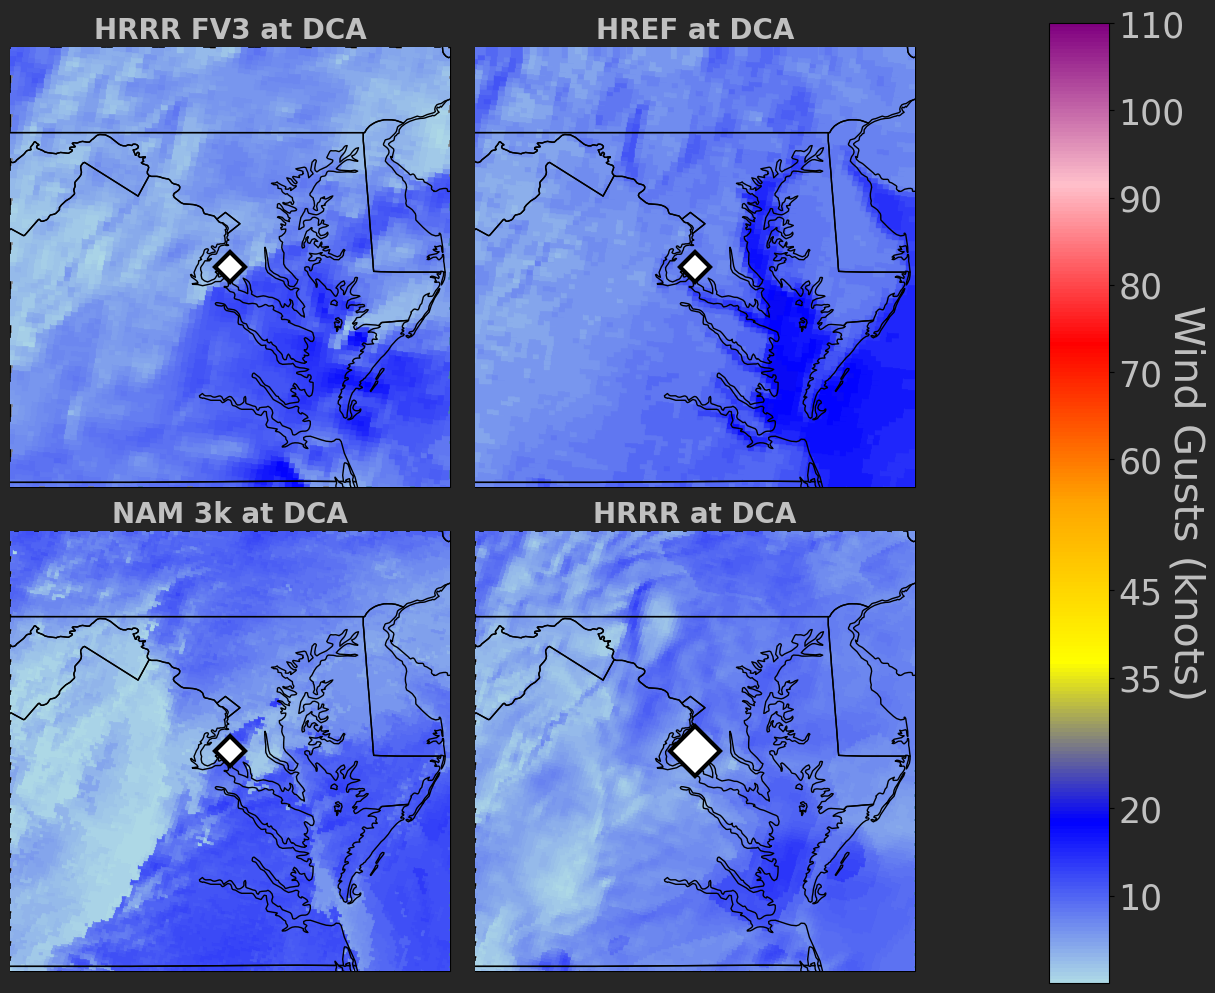 HRRR FV3 at DCA
HREF at DCA
NAM 3k at DCA
HRRR at DCA
110
100
90
80
70
60
45
35
20
10
Wind Gusts (knots)